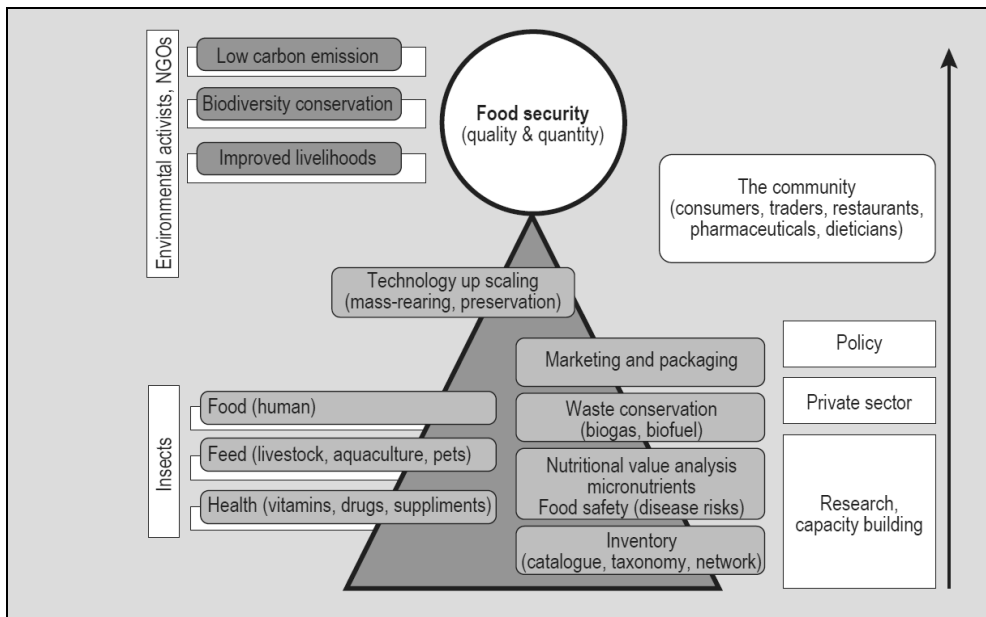 Environmental activists, NGOs
Low carbon emission
Biodiversity conservation
Improved livelihoods
Food security
(quality & quantity)
The community
(consumers, traders, restaurants,
pharmaceuticals, dieticians)
Technology up scaling
(mass-rearing, preservation)
Insects
Food (human)
Feed (livestock, aquaculture, pets)
Health (vitamins, drugs, suppliments)
Marketing and packaging
Waste conservation
(biogas, biofuel)
Nutritional value analysis
micronutrients
Food safety (disease risks)
Inventory
(catalogue, taxonomy, network)
Policy
Private sector
Research,
capacity building